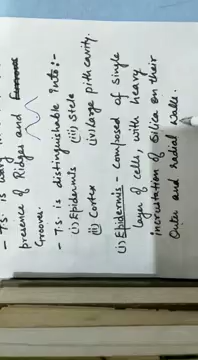 - T.S. is
presence of Ridges and
Grooves.
- T.S. is distinguishable into:-
(i) Epidermis (iii) Stele
(ii) Cortex (iv) large pith cavity.
(i) Epidermis - Composed of single
layer of cells, with heavy
incrustation of silica on their
Outer and radial walls.